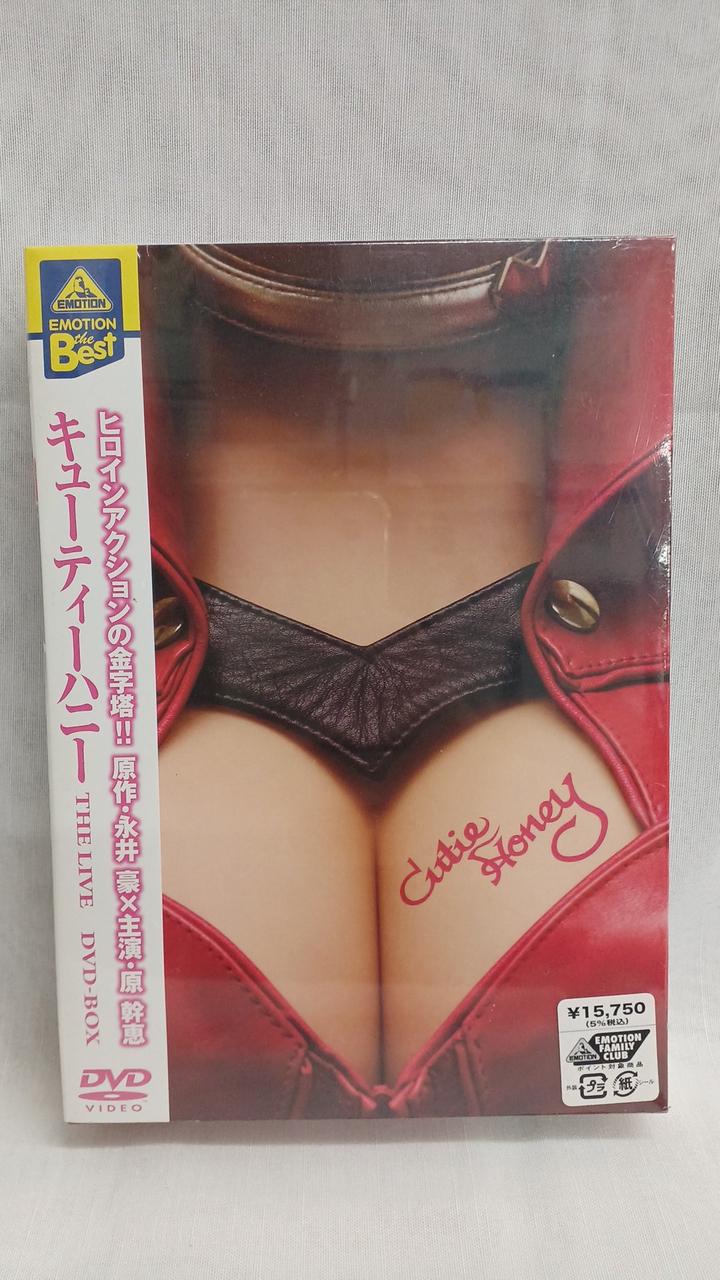 EMOTION
EMOTION
the
Best
ヒロインアクションの金字塔!! 原作・永井 豪×主演・原 幹恵
キューティーハニー THE LIVE DVD-BOX
DVD
VIDEO
Cutie
Honey
¥15,750
(5%税込)
EMOTION
EMOTION
FAMILY
CLUB
ポイント対象商品
外装 プラ 紙 シール